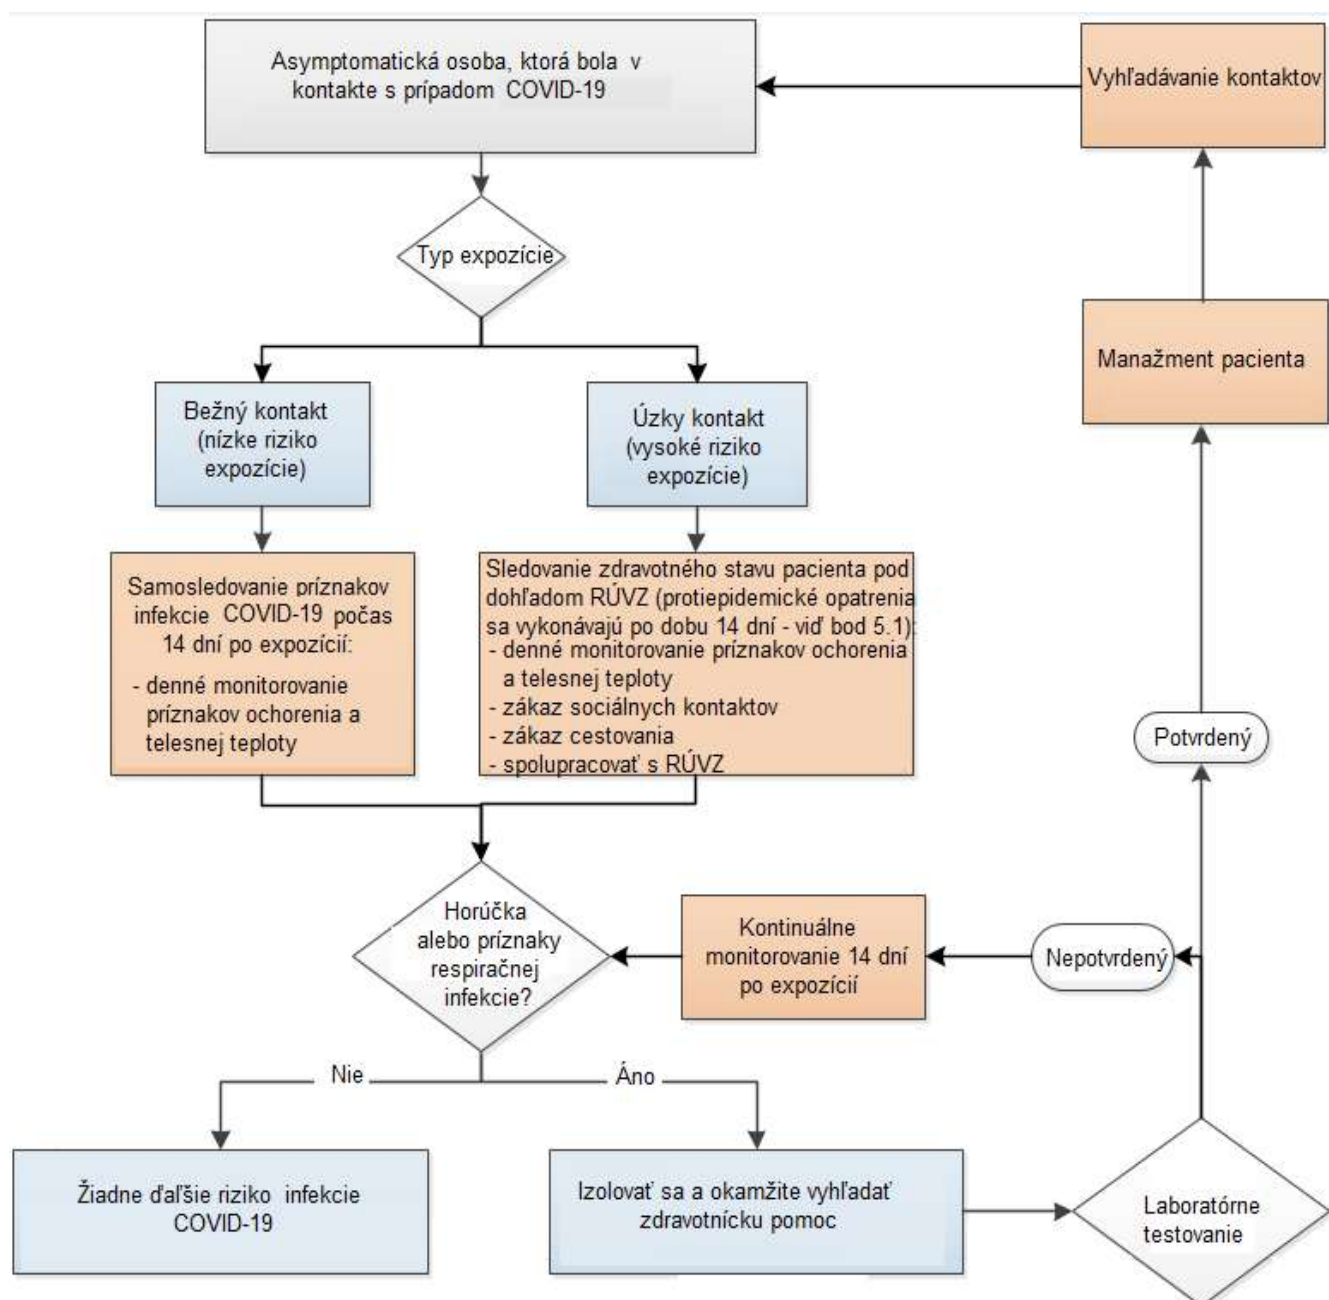 Asymptomatická osoba, ktorá bola v
kontakte s prípadom COVID-19
Vyhľadávanie kontaktov
Typ expozície
Manažment pacienta
Bežný kontakt
(nízke riziko
expozície)
Úzky kontakt
(vysoké riziko
expozície)
Samosledovanie príznakov
infekcie COVID-19 počas
14 dní po expozícií:
- denné monitorovanie
príznakov ochorenia a
telesnej teploty
Sledovanie zdravotného stavu pacienta pod
dohľadom RÚVZ (protiepidemické opatrenia
sa vykonávajú po dobu 14 dní - viď bod 5.1):
- denné monitorovanie príznakov ochorenia
a telesnej teploty
- zákaz sociálnych kontaktov
- zákaz cestovania
- spolupracovať s RÚVZ
Potvrdený
Horúčka
alebo príznaky
respiračnej
infekcie?
Kontinuálne
monitorovanie 14 dní
po expozícií
Nepotvrdený
Nie
Áno
Žiadne ďaľšie riziko infekcie
COVID-19
Izolovať sa a okamžite vyhľadať
zdravotnícku pomoc
Laboratórne
testovanie